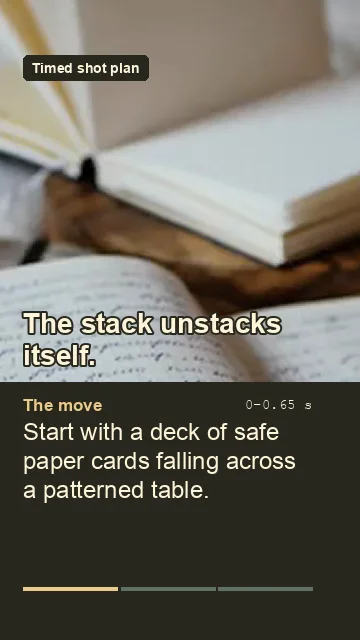 Timed shot plan
The stack unstacks
itself.
The move
0–0.65 s
Start with a deck of safe
paper cards falling across
a patterned table.